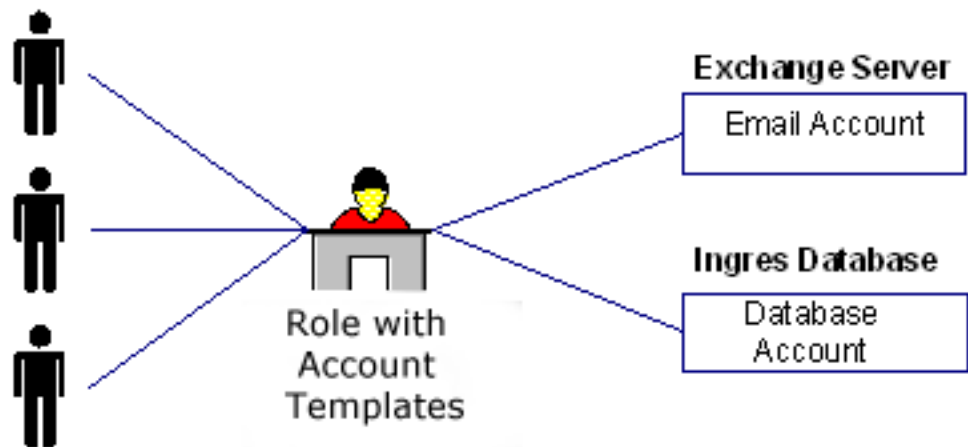 Exchange Server
Email Account
Ingres Database
Database
Account
Role with
Account
Templates